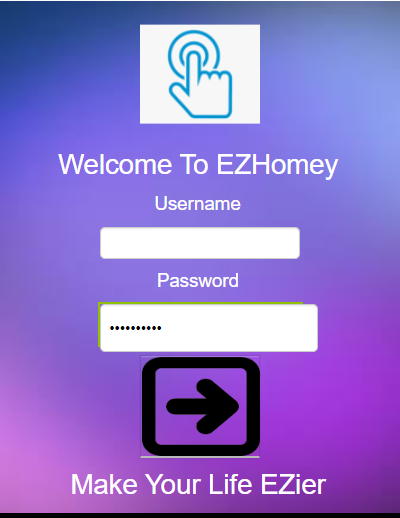 Welcome To EZHomey
Username
Password
••••••••••
Make Your Life EZier